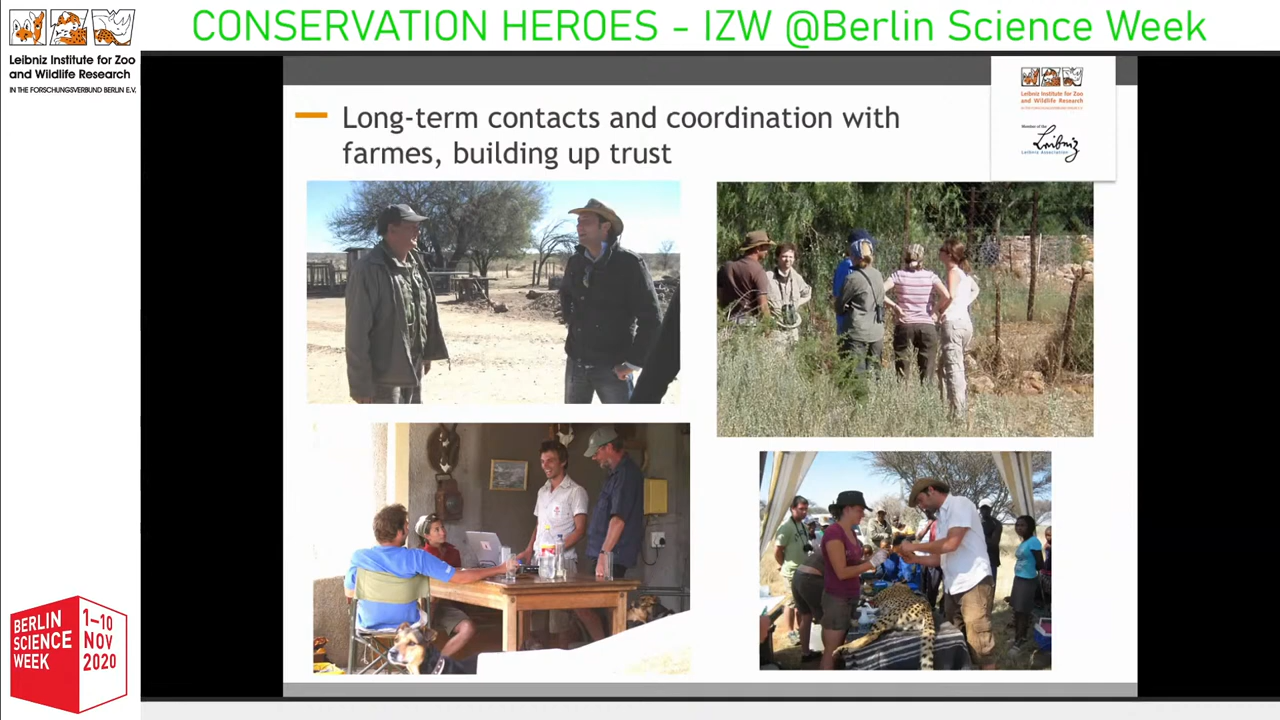 CONSERVATION HEROES - IZW @Berlin Science Week
Leibniz Institute for Zoo
and Wildlife Research
IN THE FORSCHUNGSVERBUND BERLIN E.V.
Long-term contacts and coordination with
farmes, building up trust
Leibniz Institute for Zoo
and Wildlife Research
Member of the
Leibniz
Leibniz Association
BERLIN
SCIENCE
WEEK
1–10
NOV
2020